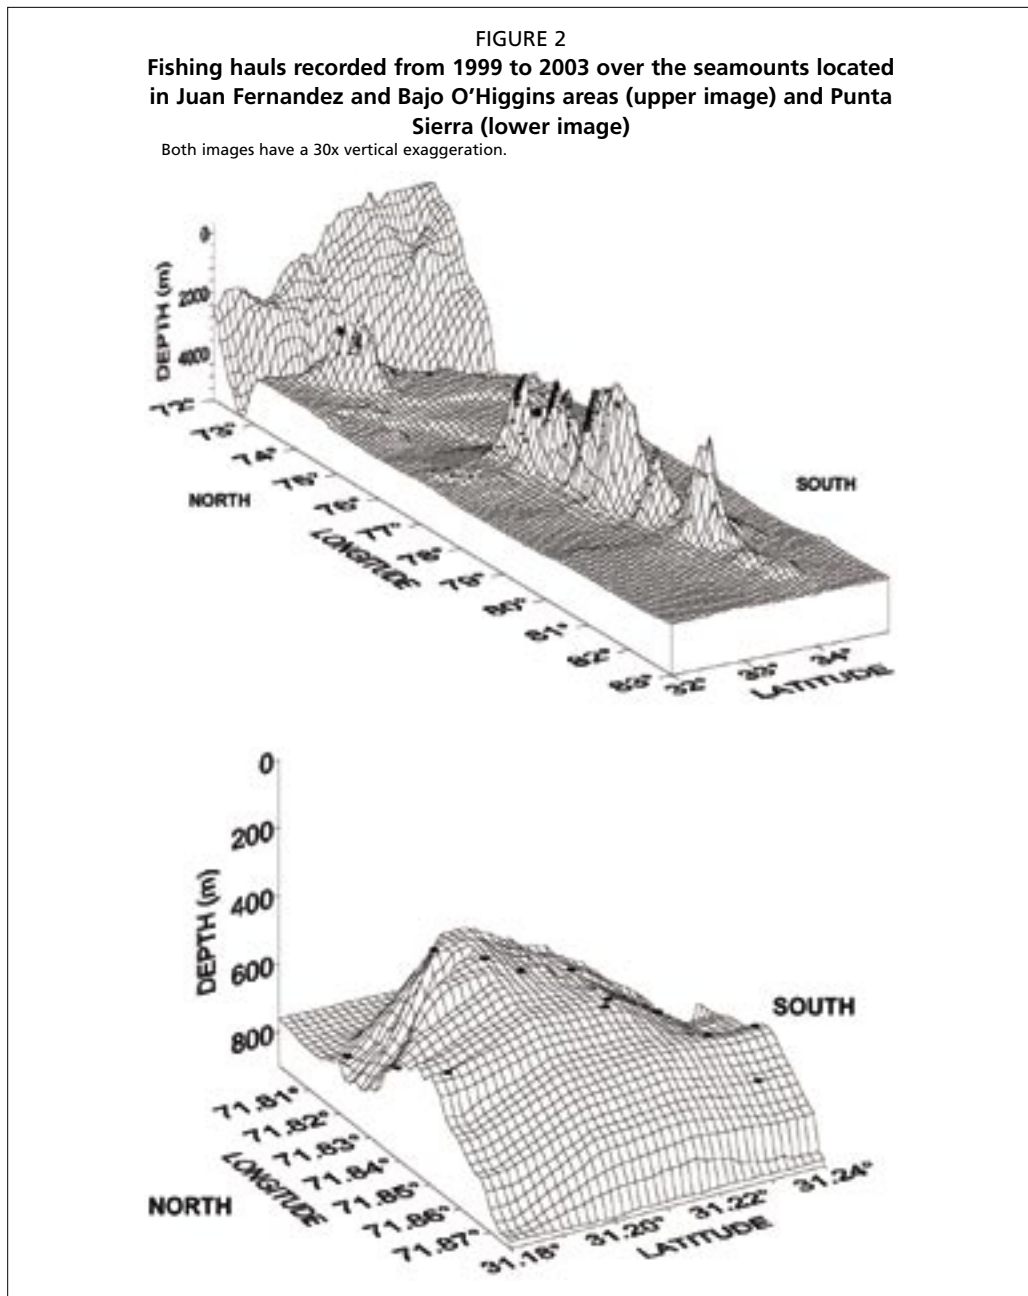 FIGURE 2
Fishing hauls recorded from 1999 to 2003 over the seamounts located
in Juan Fernandez and Bajo O’Higgins areas (upper image) and Punta
Sierra (lower image)
Both images have a 30x vertical exaggeration.
0
2000
4000
DEPTH (m)
72°
73°
74°
75°
76°
77°
78°
79°
80°
81°
82°
83°
NORTH
LONGITUDE
SOUTH
32°
33°
34°
LATITUDE
0
200
400
600
800
DEPTH (m)
SOUTH
71.81°
71.82°
71.83°
71.84°
71.85°
71.86°
71.87°
LONGITUDE
NORTH
31.18°
31.20°
31.22°
31.24°
LATITUDE